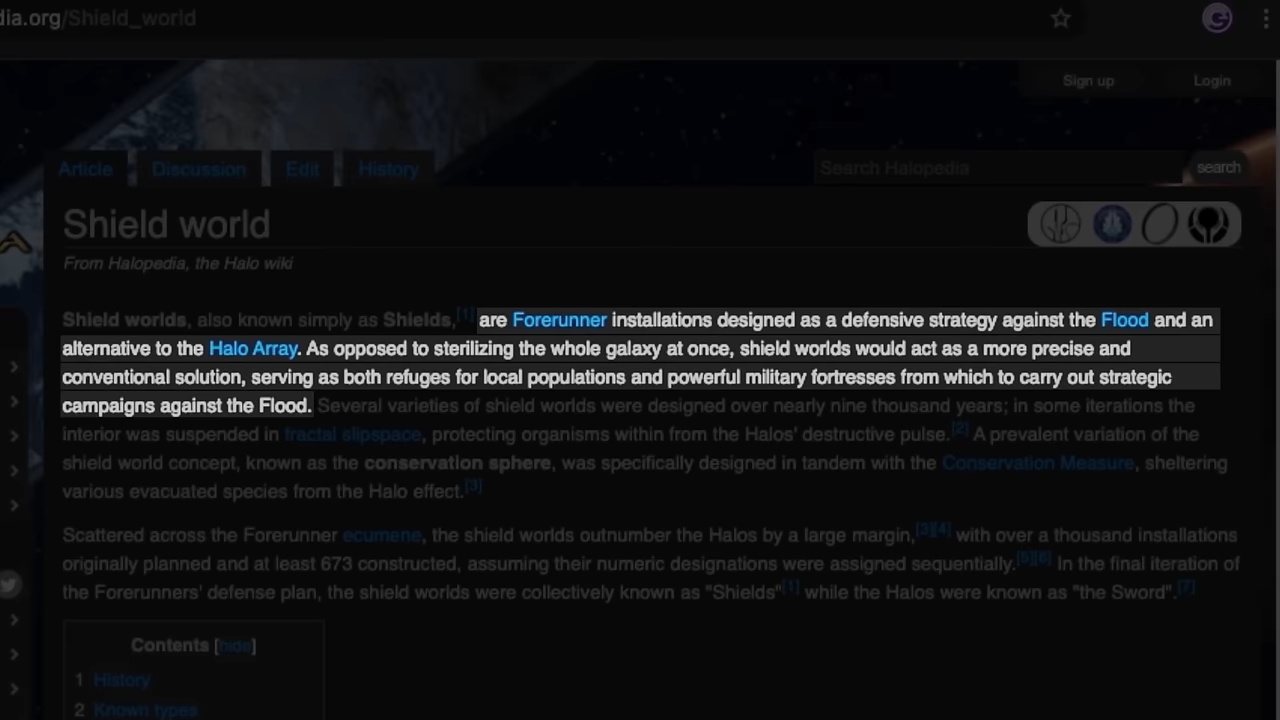 dia.org/Shield_world
Sign up Login
Article Discussion Edit History Search Halopedia search
Shield world
From Halopedia, the Halo wiki
Shield worlds, also known simply as Shields,[1] are Forerunner installations designed as a defensive strategy against the Flood and an
alternative to the Halo Array. As opposed to sterilizing the whole galaxy at once, shield worlds would act as a more precise and
conventional solution, serving as both refuges for local populations and powerful military fortresses from which to carry out strategic
campaigns against the Flood. Several varieties of shield worlds were designed over nearly nine thousand years; in some iterations the
interior was suspended in fractal slipspace, protecting organisms within from the Halos' destructive pulse.[2] A prevalent variation of the
shield world concept, known as the conservation sphere, was specifically designed in tandem with the Conservation Measure, sheltering
various evacuated species from the Halo effect.[3]
Scattered across the Forerunner ecumene, the shield worlds outnumber the Halos by a large margin,[3][4] with over a thousand installations
originally planned and at least 673 constructed, assuming their numeric designations were assigned sequentially.[5][6] In the final iteration of
the Forerunners' defense plan, the shield worlds were collectively known as "Shields"[1] while the Halos were known as "the Sword".[7]
Contents [hide]
1 History
2 Known types